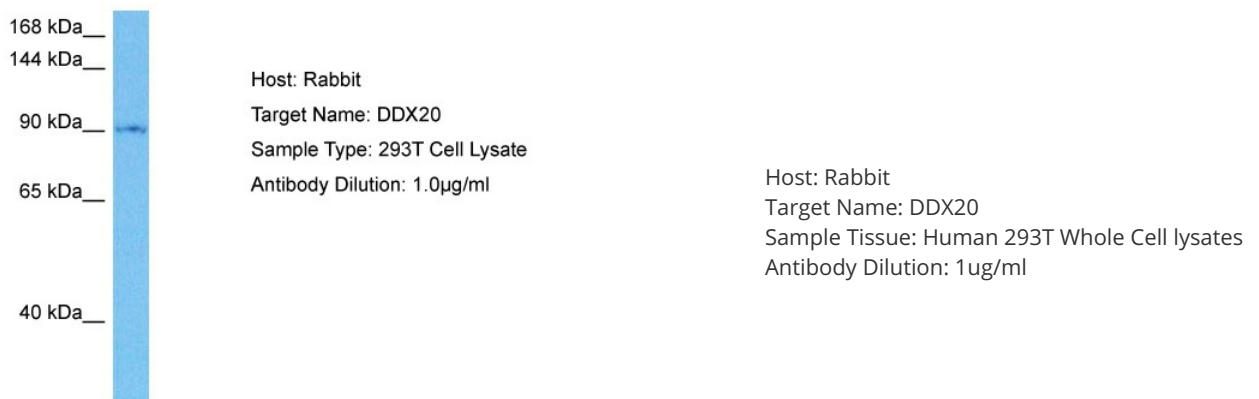 168 kDa__
144 kDa__
90 kDa__
65 kDa__
40 kDa__
Host: Rabbit
Target Name: DDX20
Sample Type: 293T Cell Lysate
Antibody Dilution: 1.0µg/ml
Host: Rabbit
Target Name: DDX20
Sample Tissue: Human 293T Whole Cell lysates
Antibody Dilution: 1ug/ml